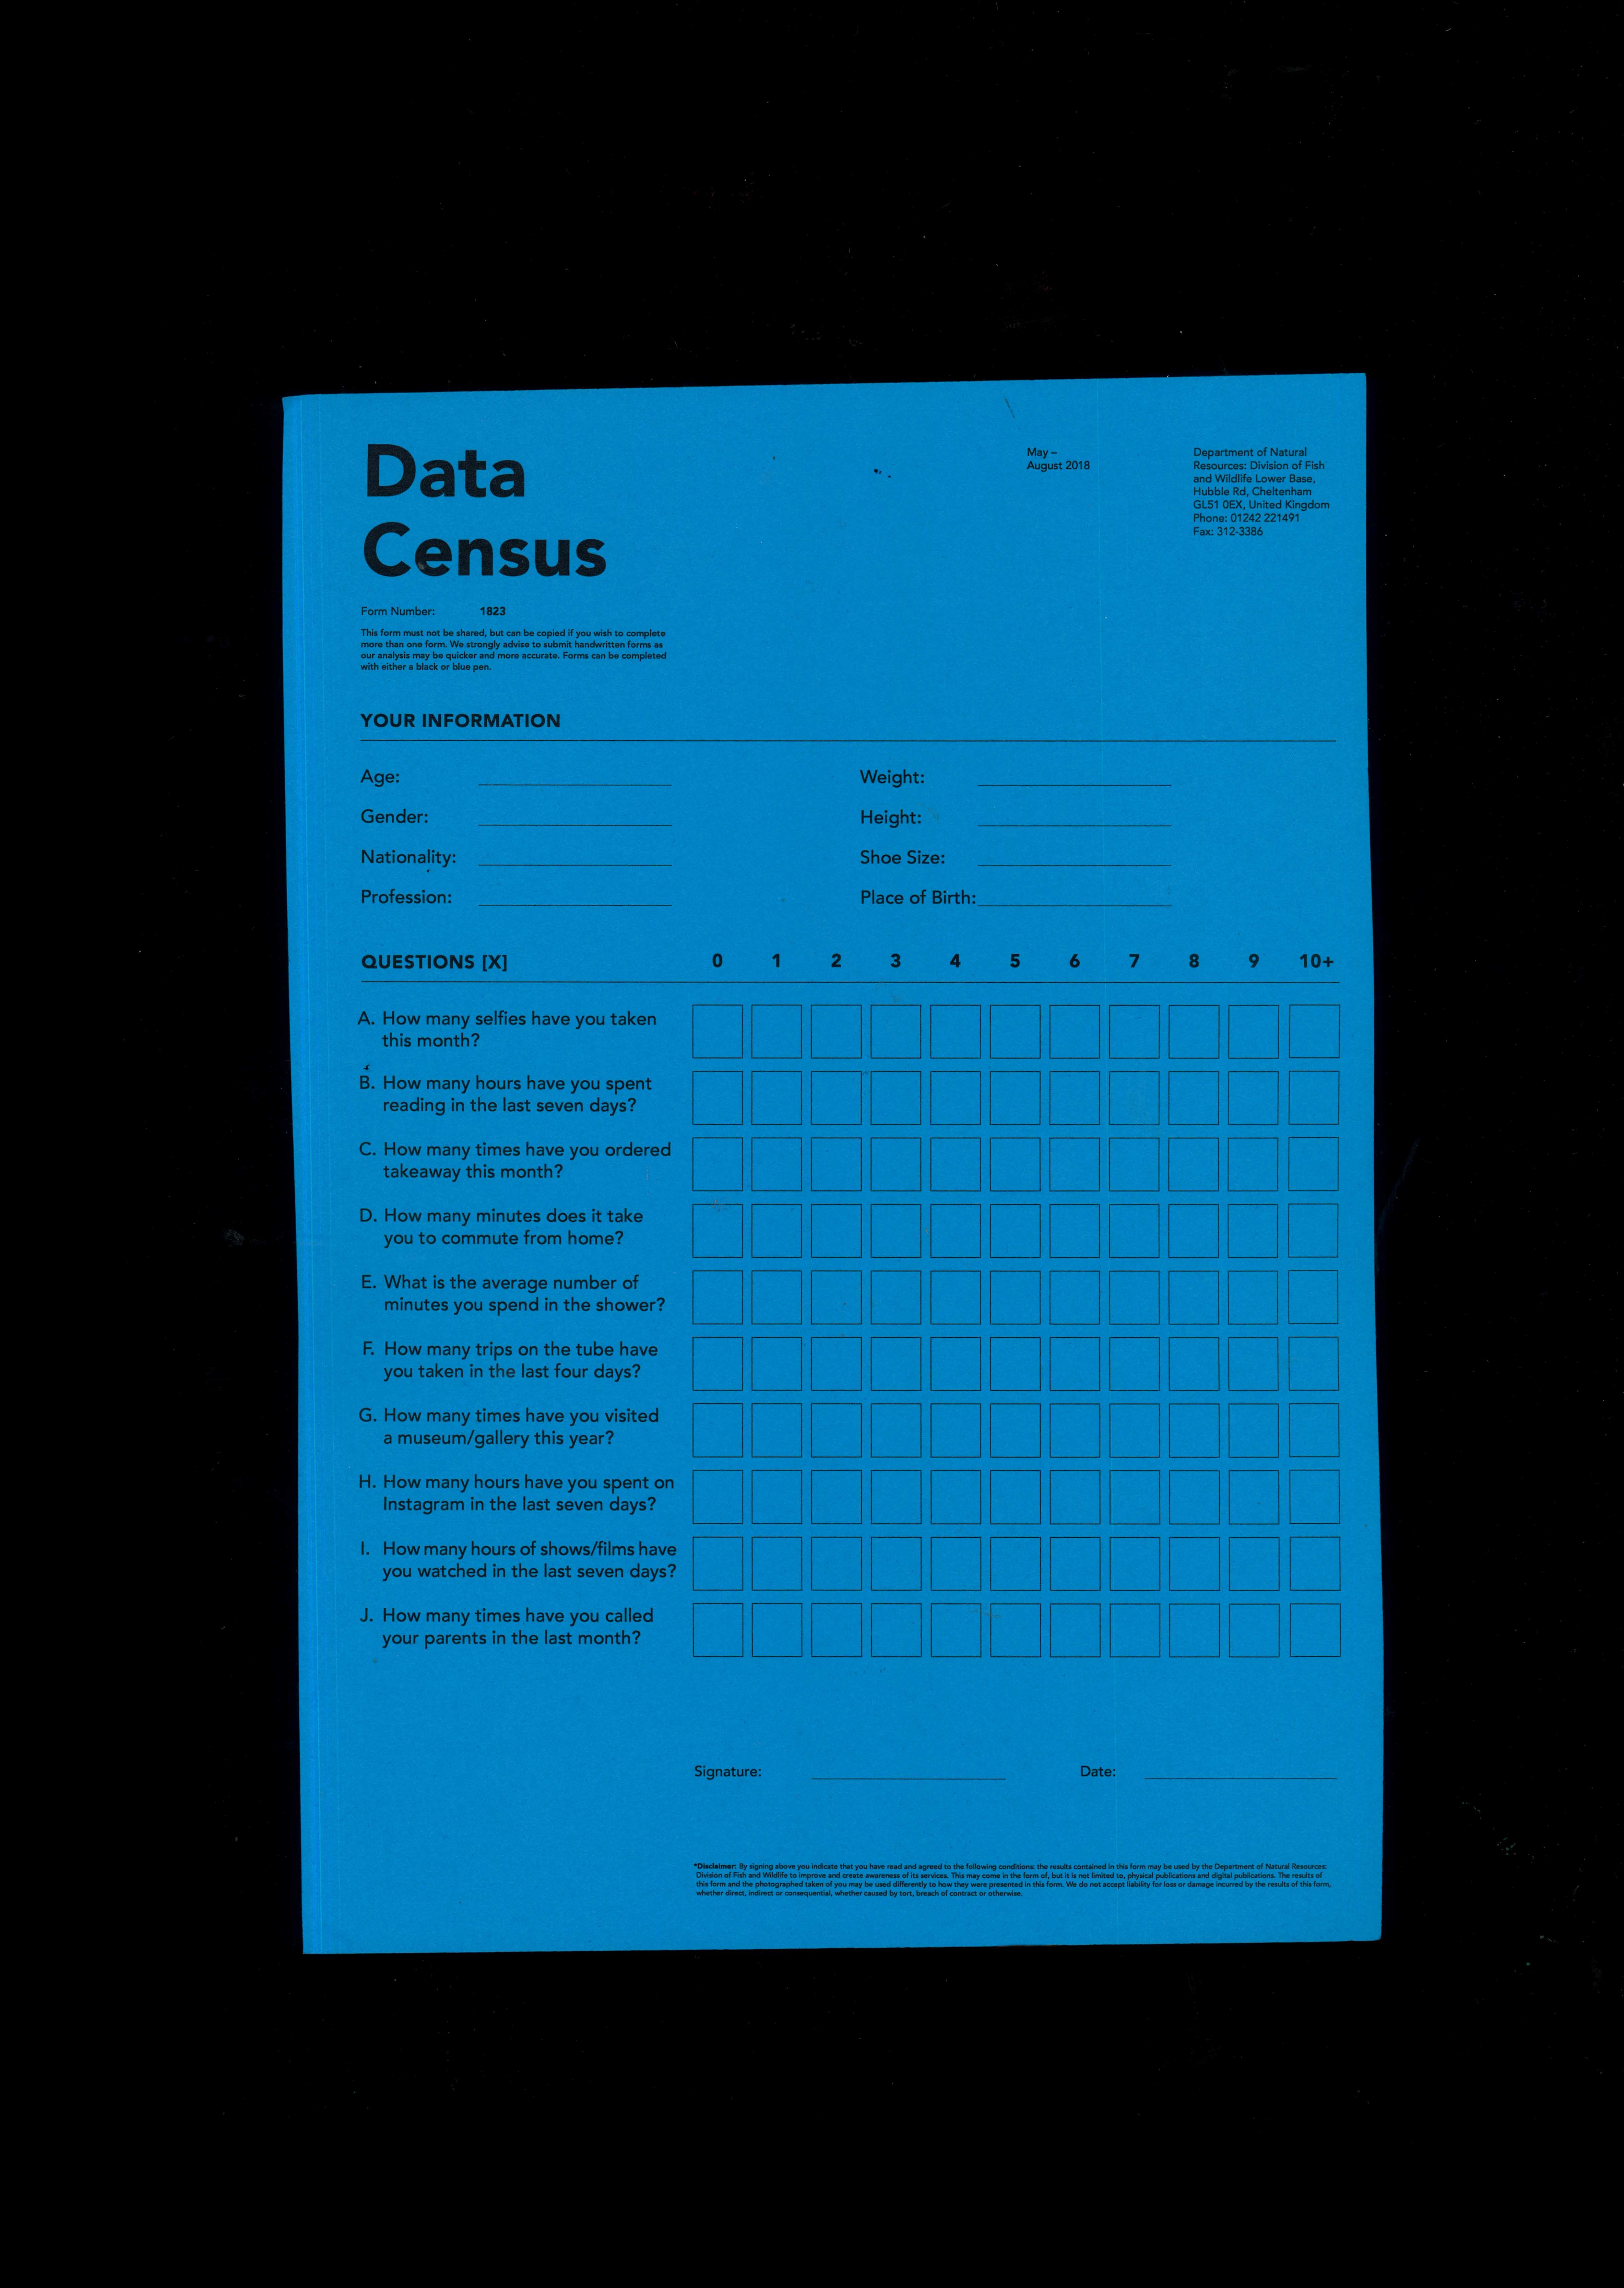 Data
Census
May –
August 2018
Department of Natural
Resources: Division of Fish
and Wildlife Lower Base,
Hubble Rd, Cheltenham
GL51 0EX, United Kingdom
Phone: 01242 221491
Fax: 312-3386
Form Number: 1823
This form must not be shared, but can be copied if you wish to complete
more than one form. We strongly advise to submit handwritten forms as
our analysis may be quicker and more accurate. Forms can be completed
with either a black or blue pen.
YOUR INFORMATION
Age:
Gender:
Nationality:
Profession:
Weight:
Height:
Shoe Size:
Place of Birth:
QUESTIONS [X] 0 1 2 3 4 5 6 7 8 9 10+
A. How many selfies have you taken
this month?
B. How many hours have you spent
reading in the last seven days?
C. How many times have you ordered
takeaway this month?
D. How many minutes does it take
you to commute from home?
E. What is the average number of
minutes you spend in the shower?
F. How many trips on the tube have
you taken in the last four days?
G. How many times have you visited
a museum/gallery this year?
H. How many hours have you spent on
Instagram in the last seven days?
I. How many hours of shows/films have
you watched in the last seven days?
J. How many times have you called
your parents in the last month?
Signature: Date:
*Disclaimer: By signing above you indicate that you have read and agreed to the following conditions: the results contained in this form may be used by the Department of Natural Resources:
Division of Fish and Wildlife to improve and create awareness of its services. This may come in the form of, but it is not limited to, physical publications and digital publications. The results of
this form and the photographed taken of you may be used differently to how they were presented in this form. We do not accept liability for loss or damage incurred by the results of this form,
whether direct, indirect or consequential, whether caused by tort, breach of contract or otherwise.